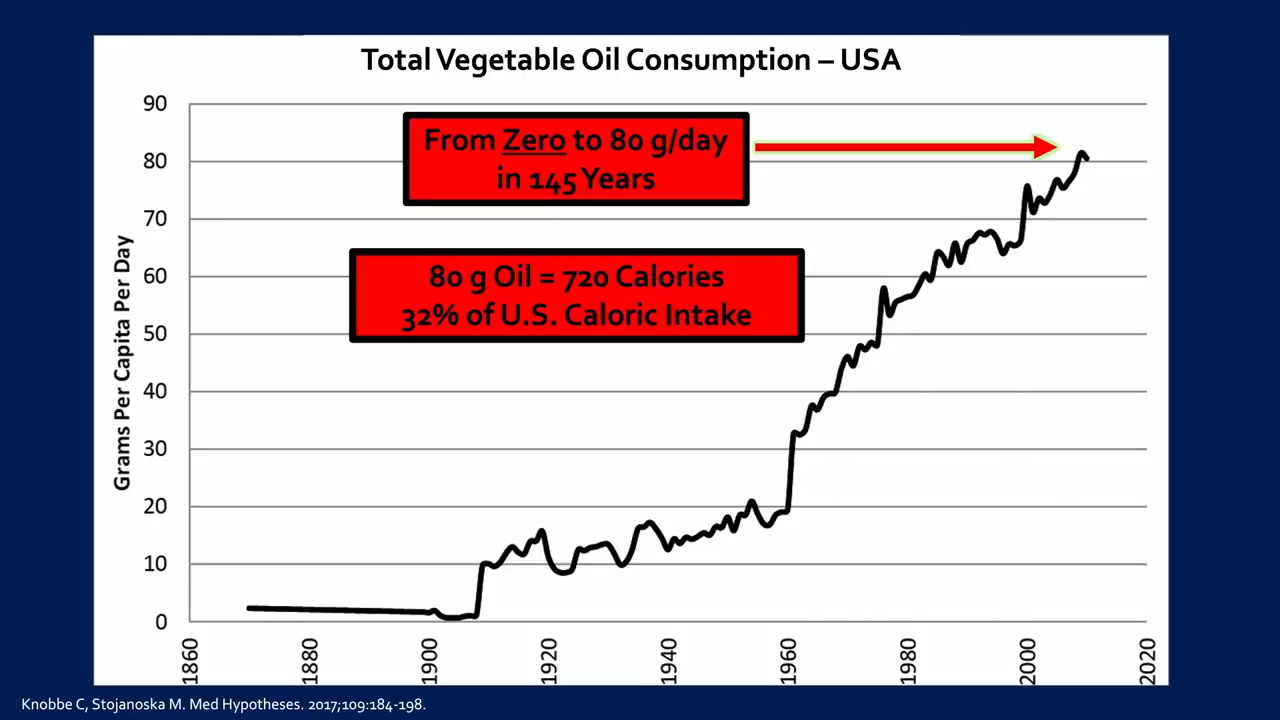 Total Vegetable Oil Consumption – USA
90
80
70
60
50
40
30
20
10
0
Grams Per Capita Per Day
From Zero to 80 g/day
in 145 Years
80 g Oil = 720 Calories
32% of U.S. Caloric Intake
1860
1880
1900
1920
1940
1960
1980
2000
2020
Knobbe C, Stojanoska M. Med Hypotheses. 2017;109:184-198.